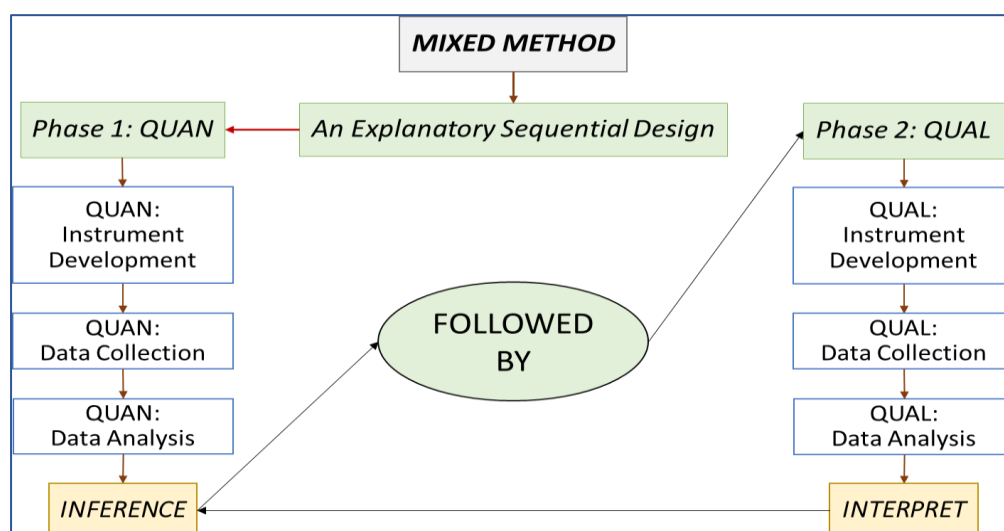 MIXED METHOD
Phase 1: QUAN
An Explanatory Sequential Design
Phase 2: QUAL
QUAN:
Instrument
Development
QUAN:
Data Collection
QUAN:
Data Analysis
INFERENCE
FOLLOWED
BY
QUAL:
Instrument
Development
QUAL:
Data Collection
QUAL:
Data Analysis
INTERPRET